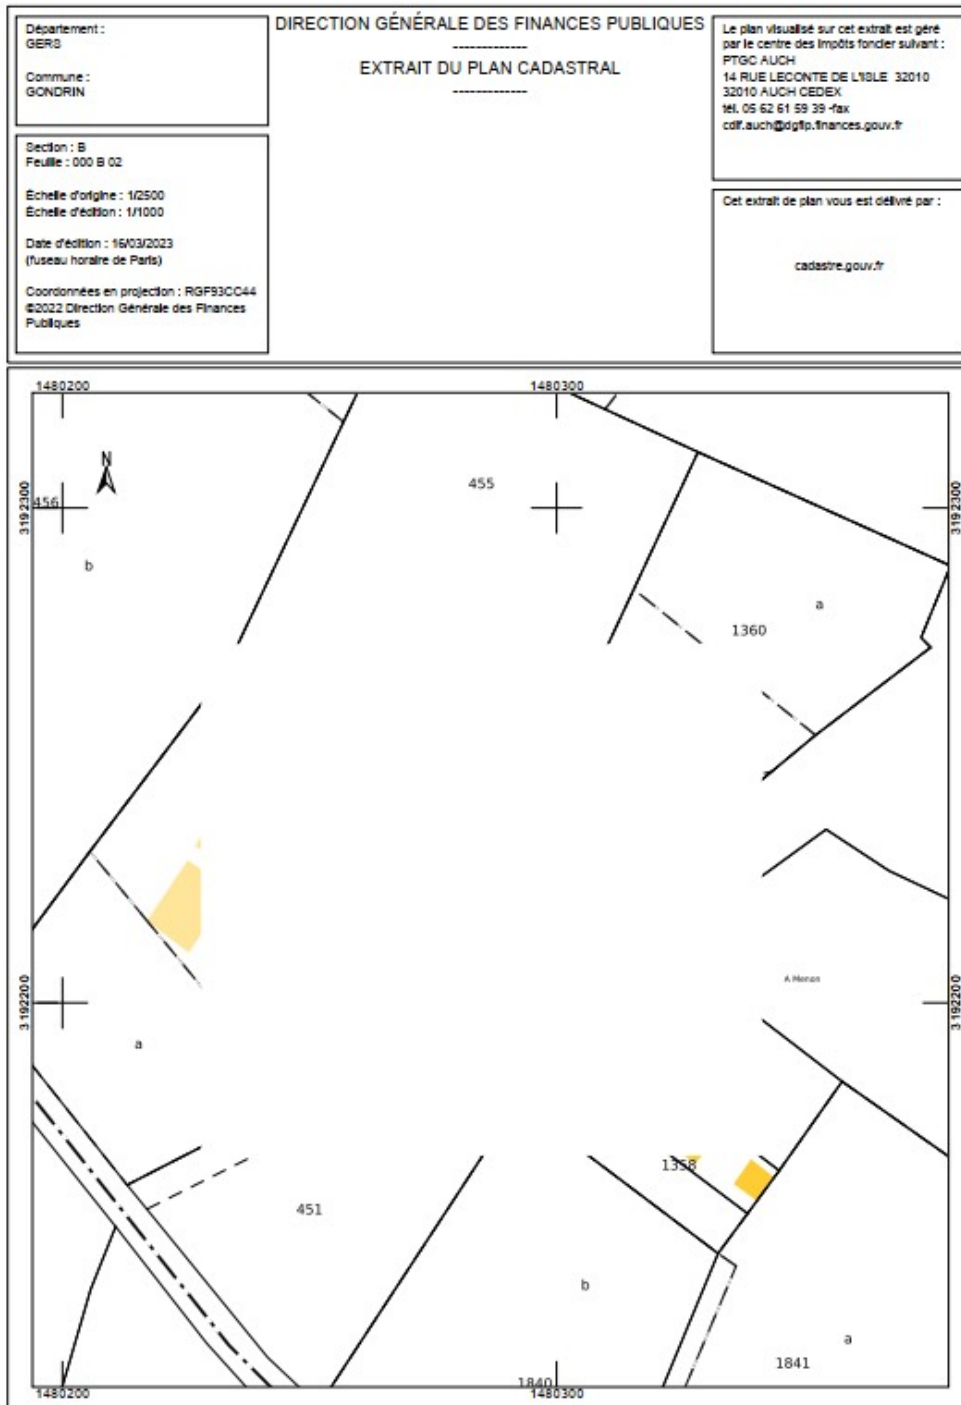 Département :
GERS
Commune :
GONDRIN
Section : B
Feuille : 000 B 02
Échelle d'origine : 1/2500
Échelle d'édition : 1/1000
Date d'édition : 16/03/2023
(fuseau horaire de Paris)
Coordonnées en projection : RGF93CC44
©2022 Direction Générale des Finances
Publiques
DIRECTION GÉNÉRALE DES FINANCES PUBLIQUES
-------------
EXTRAIT DU PLAN CADASTRAL
-------------
Le plan visualisé sur cet extrait est géré
par le centre des impôts foncier suivant :
PTGC AUCH
14 RUE LECONTE DE L'ISLE 32010
32010 AUCH CEDEX
tél. 05 62 61 59 39 -fax
cdif.auch@dgfip.finances.gouv.fr
Cet extrait de plan vous est délivré par :
cadastre.gouv.fr
1480200
1480300
N
455
456
3192300
3192300
b
a
1360
A Menon
3192200
3192200
a
1358
451
b
a
1841
1840
1480200
1480300